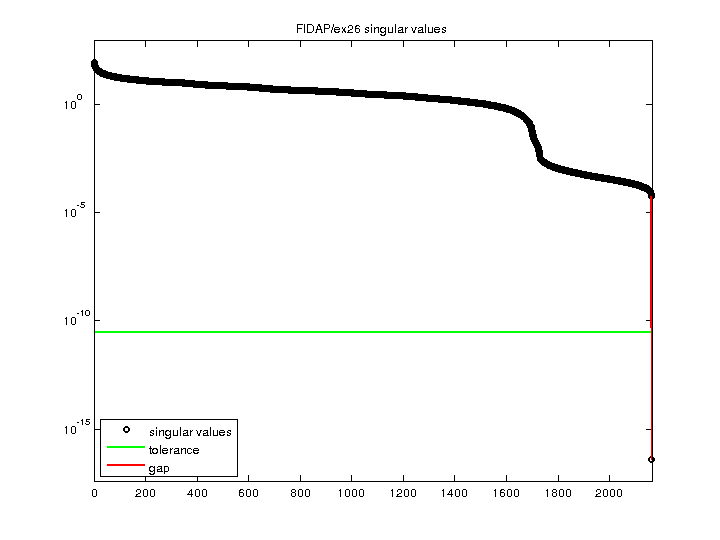 FIDAP/ex26 singular values
10^0
10^-5
10^-10
10^-15
singular values
tolerance
gap
0 200 400 600 800 1000 1200 1400 1600 1800 2000